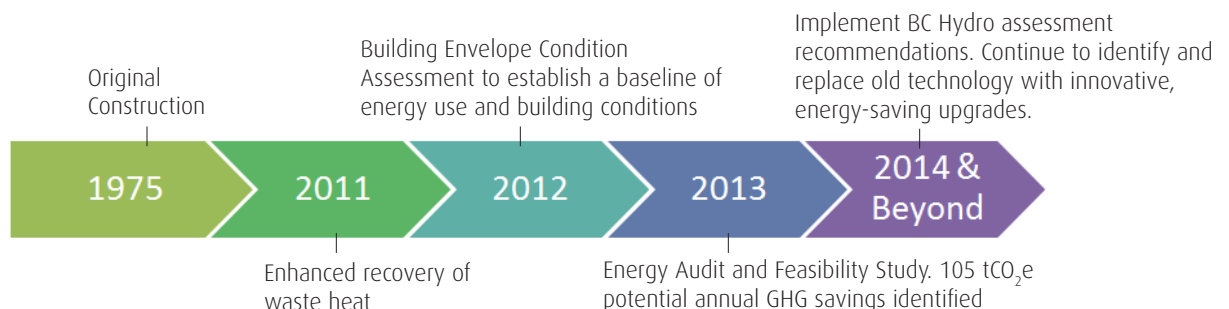 Original
Construction
Building Envelope Condition
Assessment to establish a baseline of
energy use and building conditions
Implement BC Hydro assessment
recommendations. Continue to identify and
replace old technology with innovative,
energy-saving upgrades.
1975
2011
2012
2013
2014 &
Beyond
Enhanced recovery of
waste heat
Energy Audit and Feasibility Study. 105 tCO₂e
potential annual GHG savings identified